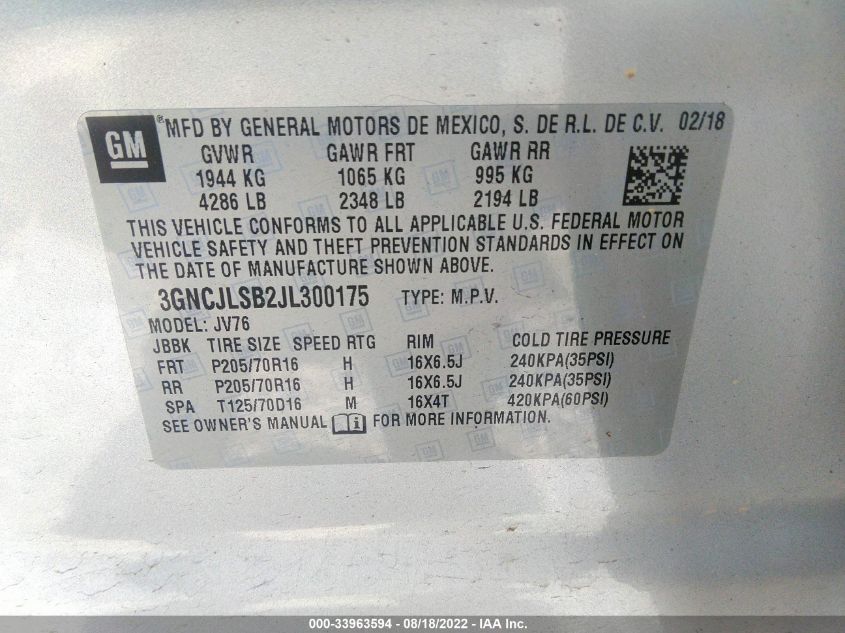 GM ® MFD BY GENERAL MOTORS DE MEXICO, S. DE R.L. DE C.V. 02/18
GVWR GAWR FRT GAWR RR
1944 KG 1065 KG 995 KG
4286 LB 2348 LB 2194 LB
THIS VEHICLE CONFORMS TO ALL APPLICABLE U.S. FEDERAL MOTOR
VEHICLE SAFETY AND THEFT PREVENTION STANDARDS IN EFFECT ON
THE DATE OF MANUFACTURE SHOWN ABOVE.
3GNCJLSB2JL300175 TYPE: M.P.V.
MODEL: JV76
JBBK TIRE SIZE SPEED RTG RIM COLD TIRE PRESSURE
FRT P205/70R16 H 16X6.5J 240KPA(35PSI)
RR P205/70R16 H 16X6.5J 240KPA(35PSI)
SPA T125/70D16 M 16X4T 420KPA(60PSI)
SEE OWNER'S MANUAL i FOR MORE INFORMATION.
000-33963594 - 08/18/2022 - IAA Inc.